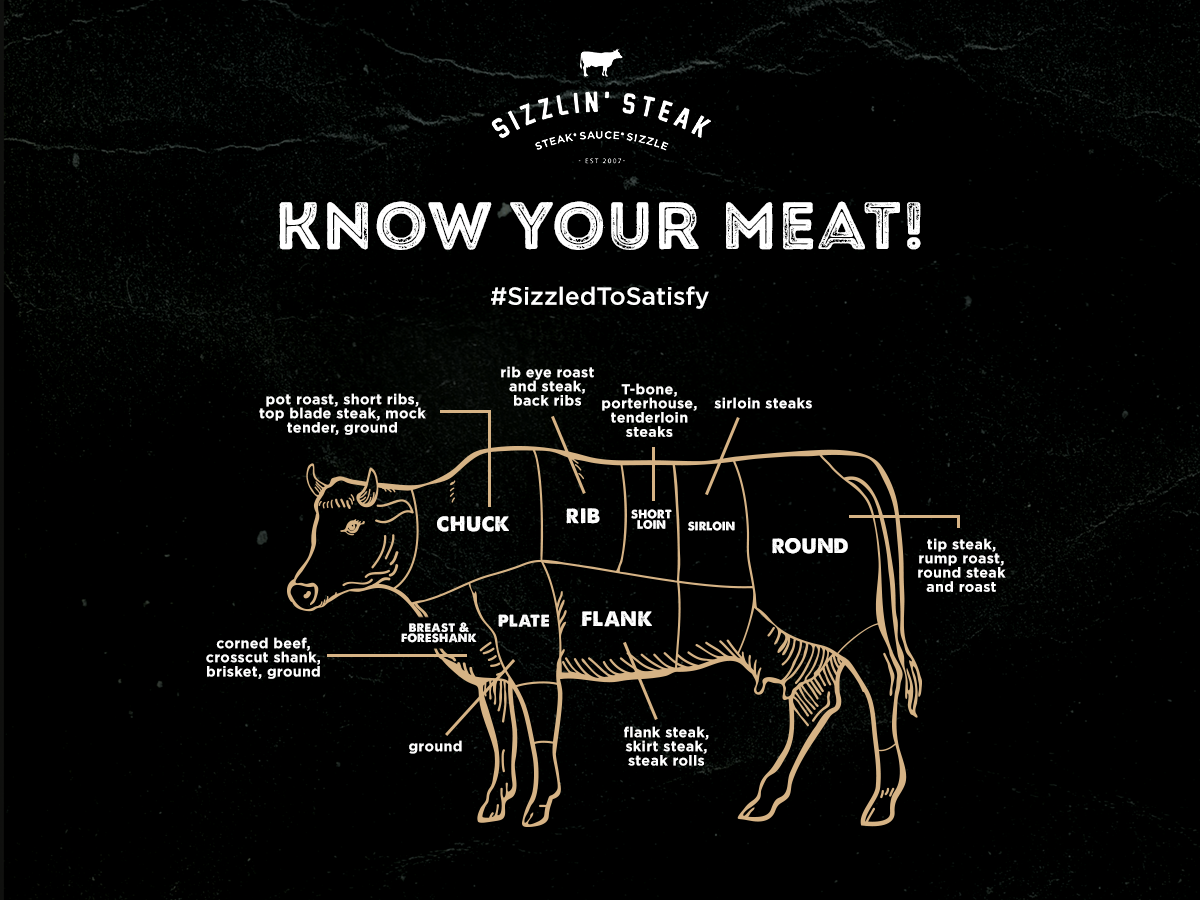 SIZZLIN' STEAK
STEAK*SAUCE*SIZZLE
· EST 2007·
KNOW YOUR MEAT!
#SizzledToSatisfy
pot roast, short ribs,
top blade steak, mock
tender, ground
rib eye roast
and steak,
back ribs
T-bone,
porterhouse,
tenderloin
steaks
sirloin steaks
CHUCK
RIB
SHORT
LOIN
SIRLOIN
ROUND
tip steak,
rump roast,
round steak
and roast
BREAST &
FORESHANK
PLATE
FLANK
corned beef,
crosscut shank,
brisket, ground
ground
flank steak,
skirt steak,
steak rolls